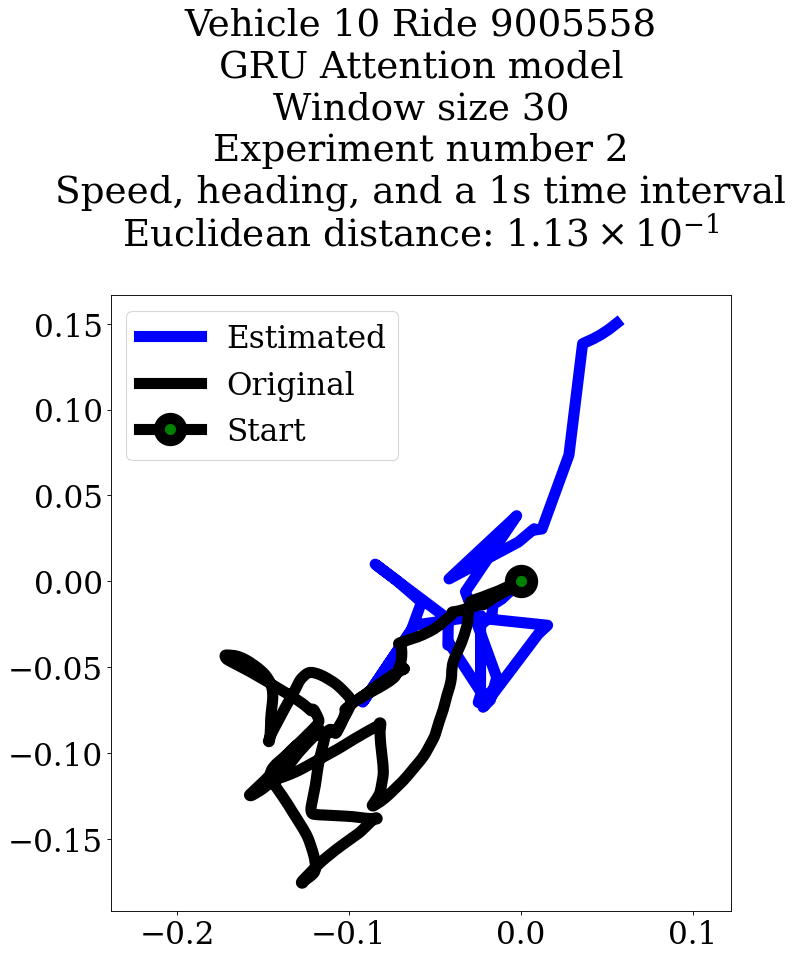 Vehicle 10 Ride 9005558
GRU Attention model
Window size 30
Experiment number 2
Speed, heading, and a 1s time interval
Euclidean distance: 1.13 × 10⁻¹
Estimated
Original
Start
0.15
0.10
0.05
0.00
−0.05
−0.10
−0.15
−0.2 −0.1 0.0 0.1